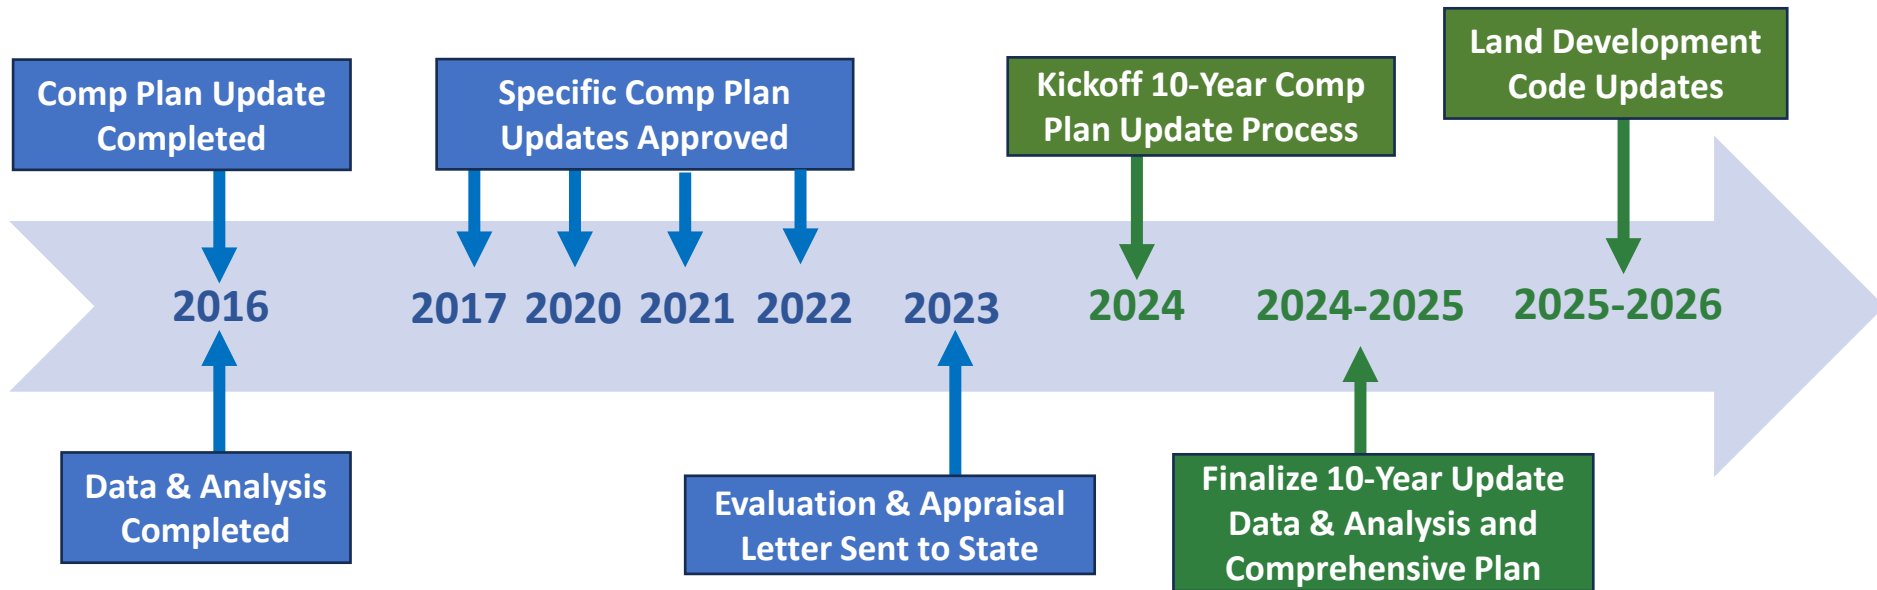 Comp Plan Update
Completed
Specific Comp Plan
Updates Approved
Kickoff 10-Year Comp
Plan Update Process
Land Development
Code Updates
2016
2017
2020
2021
2022
2023
2024
2024-2025
2025-2026
Data & Analysis
Completed
Evaluation & Appraisal
Letter Sent to State
Finalize 10-Year Update
Data & Analysis and
Comprehensive Plan